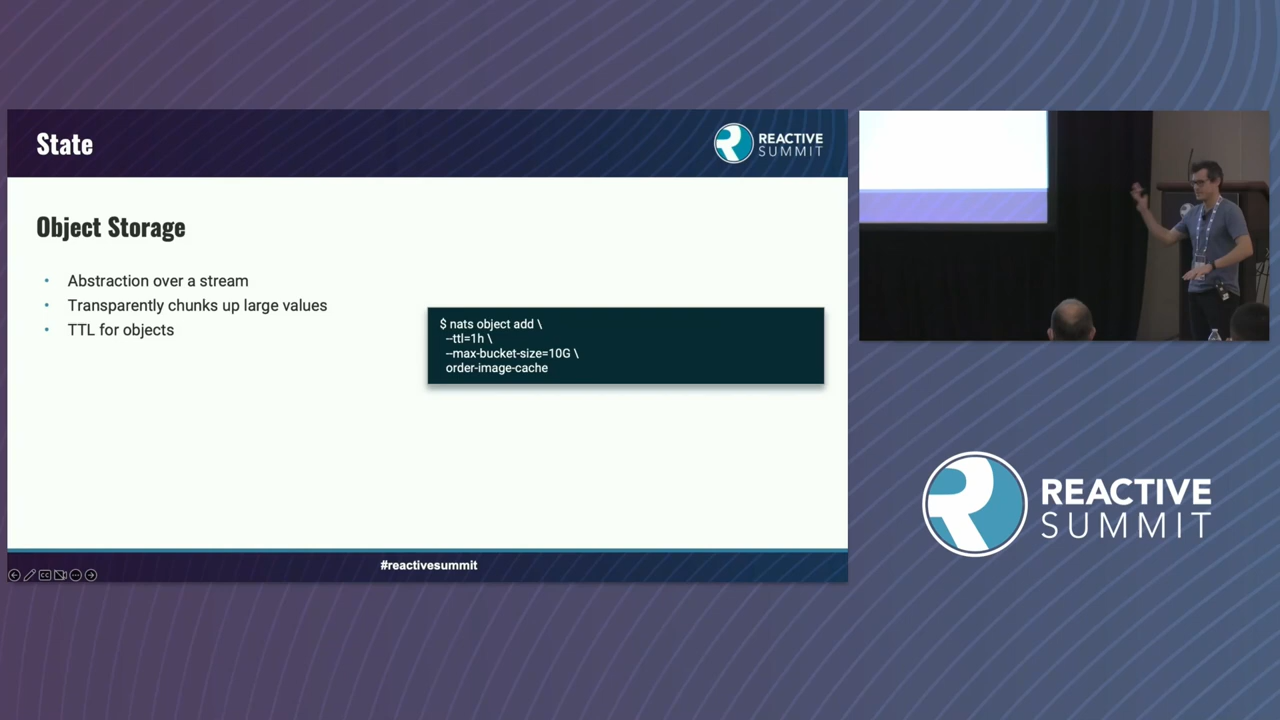 State
REACTIVE
SUMMIT
Object Storage
• Abstraction over a stream
• Transparently chunks up large values
• TTL for objects
$ nats object add \
--ttl=1h \
--max-bucket-size=10G \
order-image-cache
#reactivesummit
REACTIVE
SUMMIT